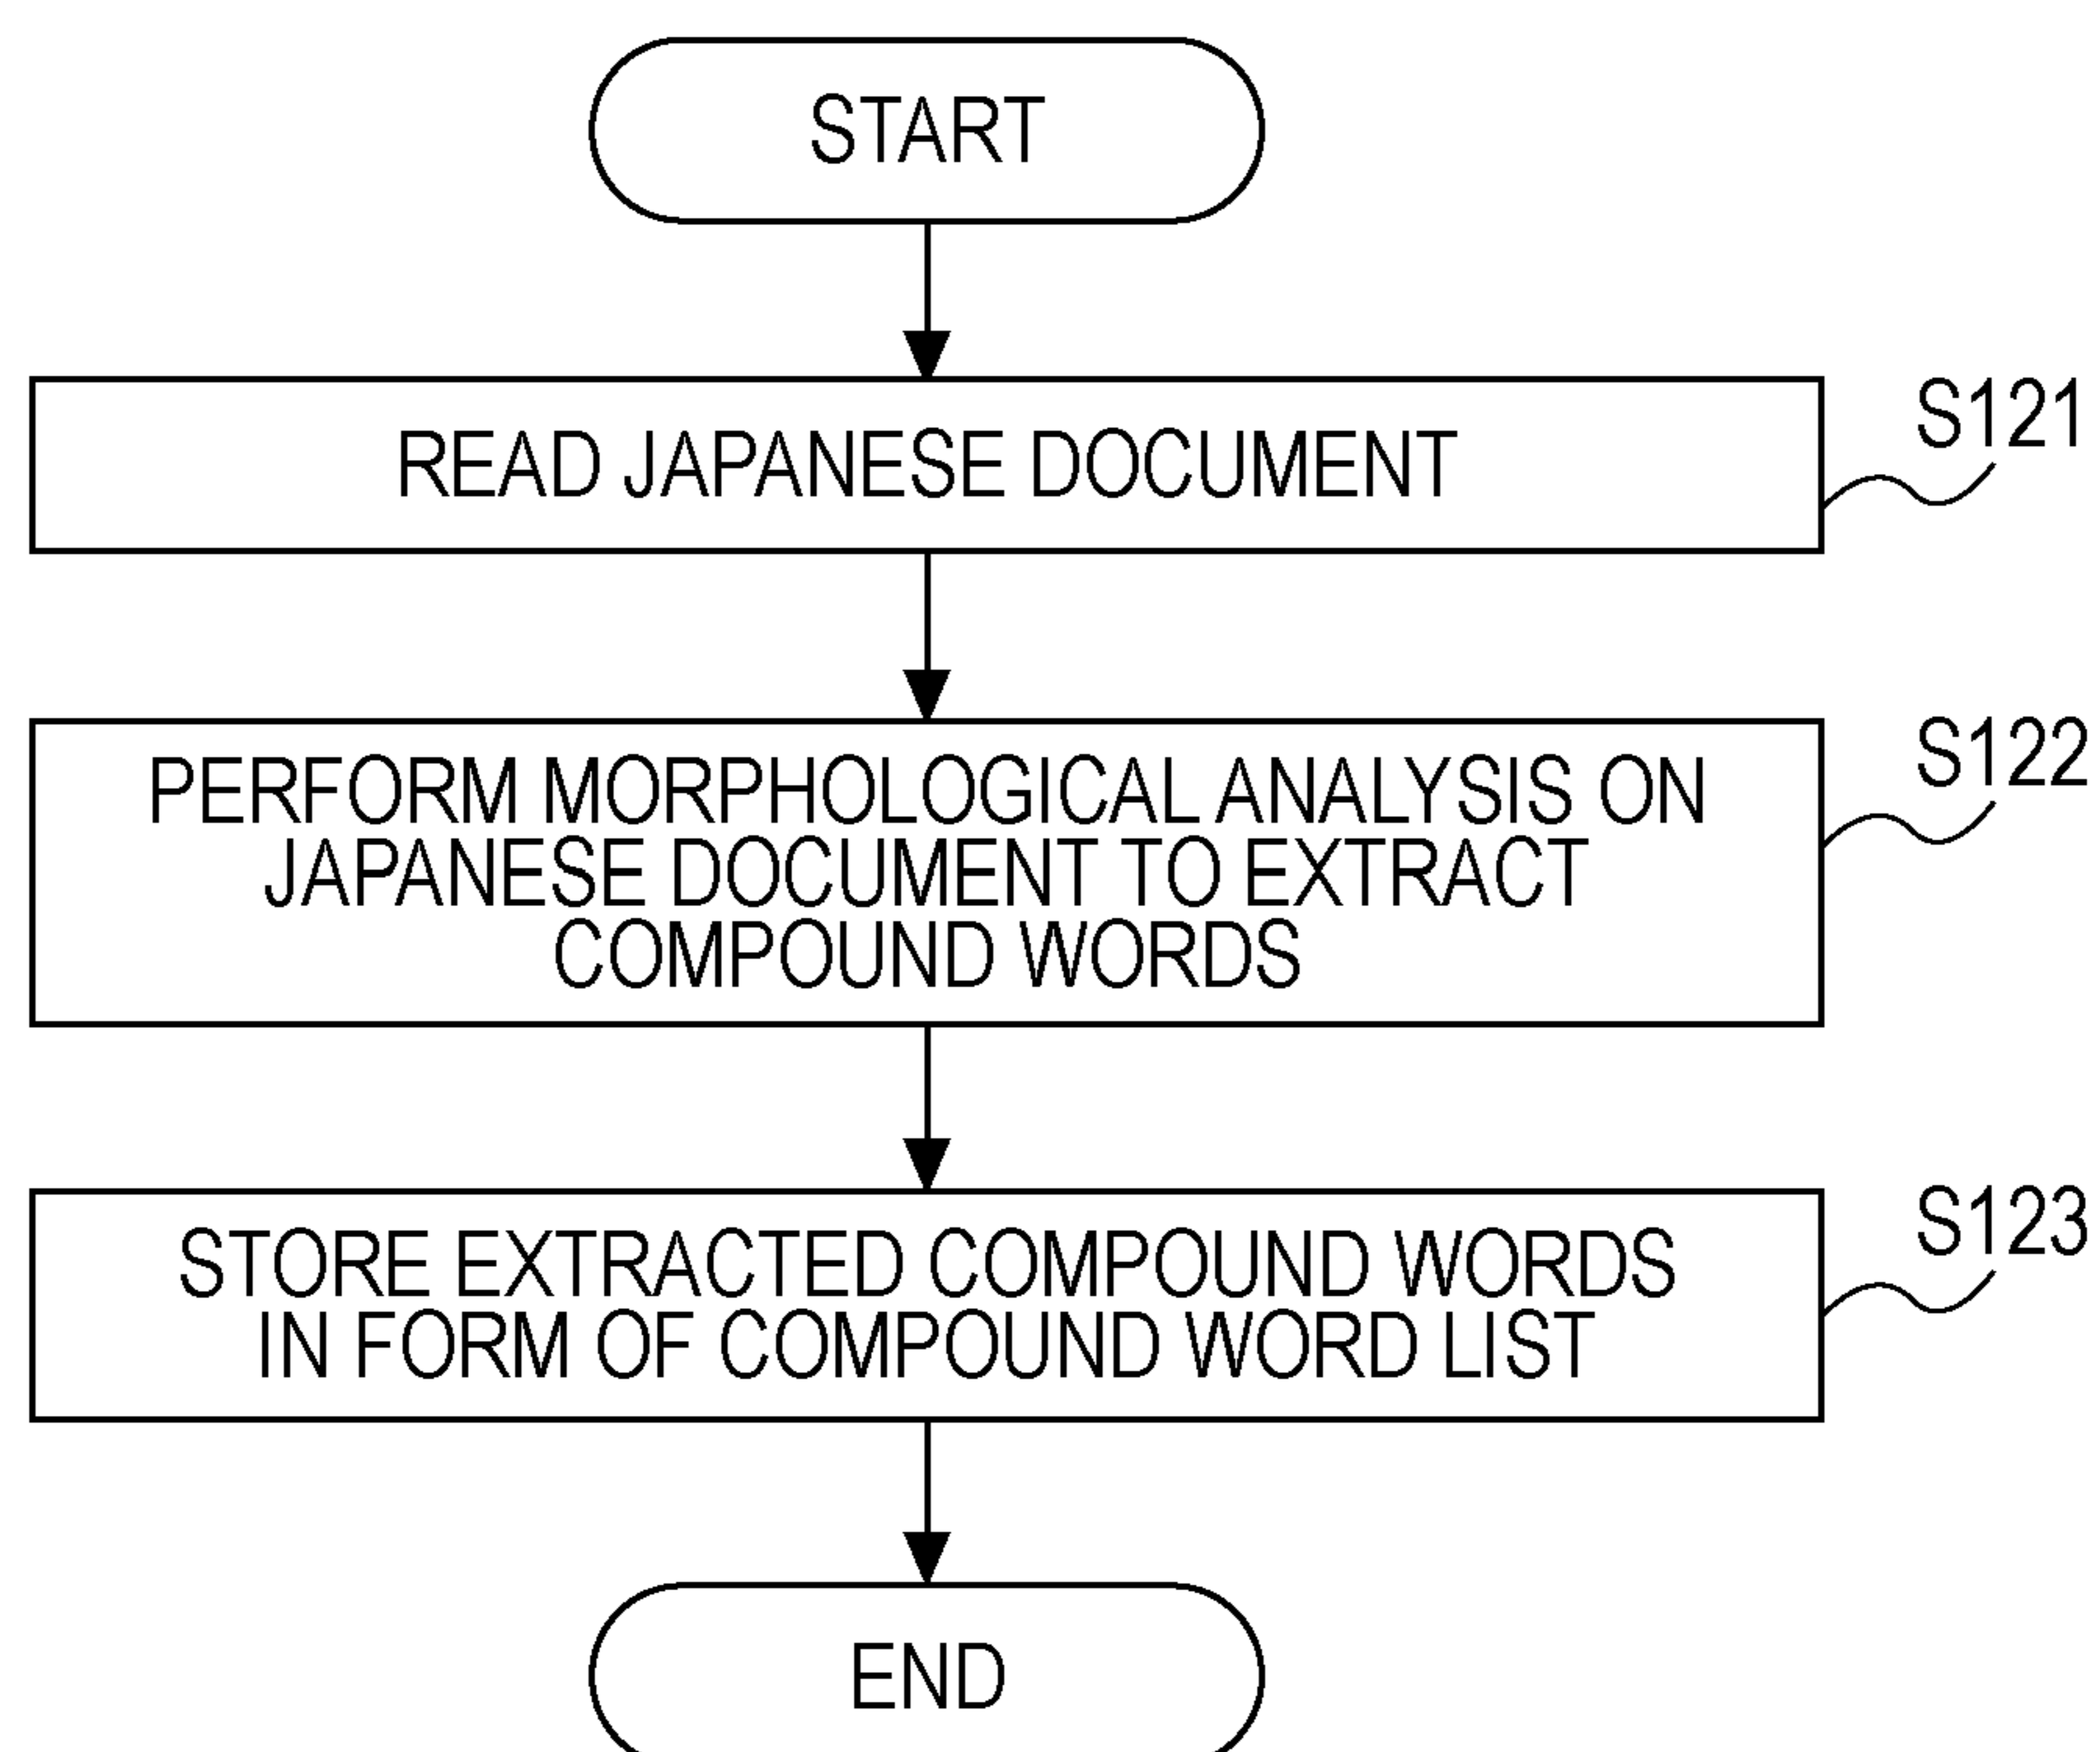 START
READ JAPANESE DOCUMENT
S121
PERFORM MORPHOLOGICAL ANALYSIS ON
JAPANESE DOCUMENT TO EXTRACT
COMPOUND WORDS
S122
STORE EXTRACTED COMPOUND WORDS
IN FORM OF COMPOUND WORD LIST
S123
END